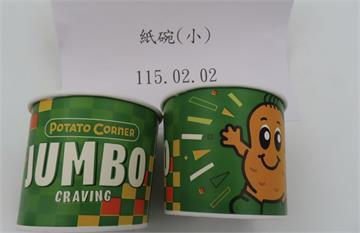 紙碗(小)
115.02.02
POTATO CORNER
JUMBO
CRAVING